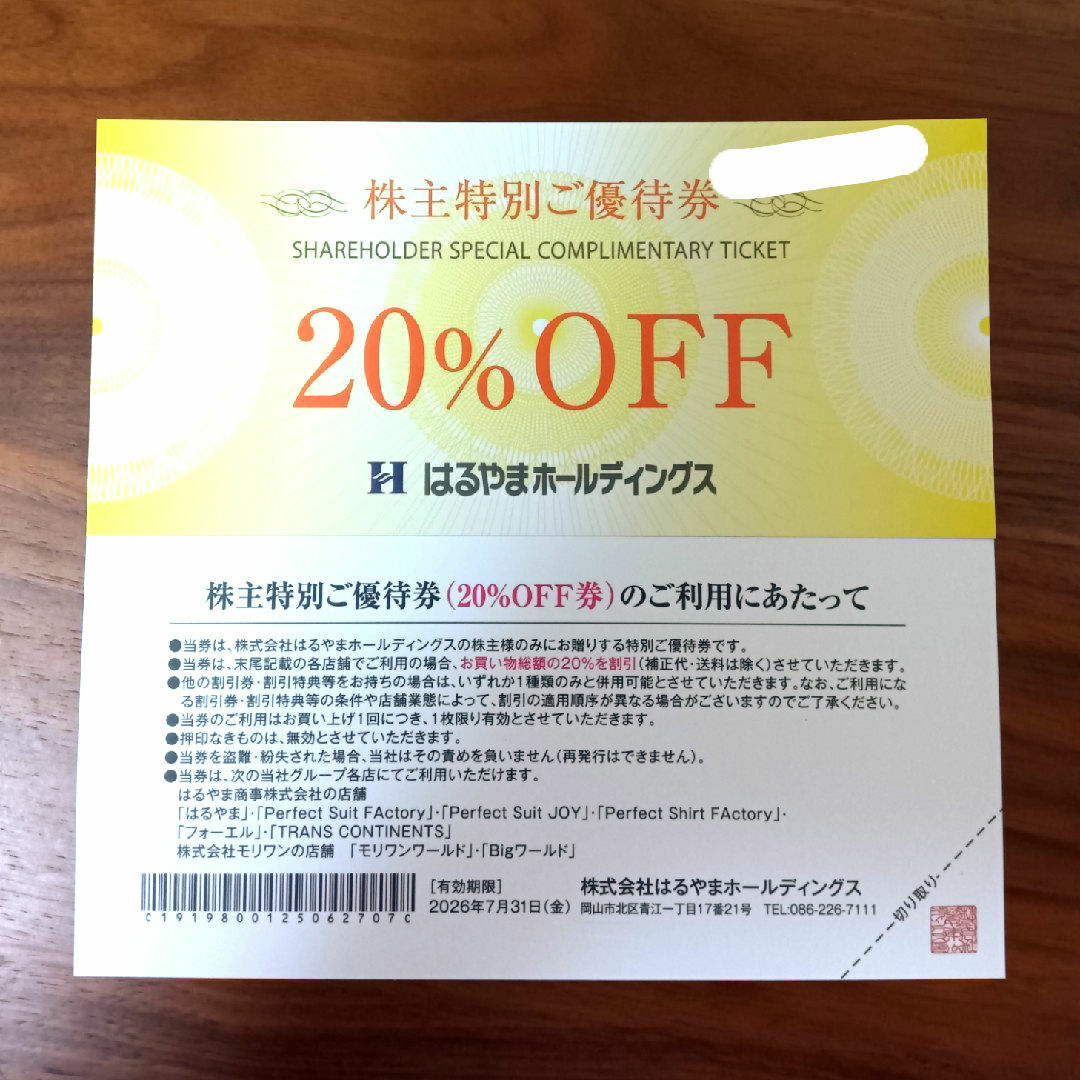 株主特別ご優待券
SHAREHOLDER SPECIAL COMPLIMENTARY TICKET
20%OFF
はるやまホールディングス
株主特別ご優待券(20%OFF券)のご利用にあたって
●当券は、株式会社はるやまホールディングスの株主様のみにお贈りする特別ご優待券です。
●当券は、末尾記載の各店舗でご利用の場合、お買い物総額の20%を割引(補正代・送料は除く)させていただきます。
●他の割引券・割引特典等をお持ちの場合は、いずれか1種類のみと併用可能とさせていただきます。なお、ご利用にな
る割引券・割引特典等の条件や店舗業態によって、割引の適用順序が異なる場合がございますのでご了承ください。
●当券のご利用はお買い上げ1回につき、1枚限り有効とさせていただきます。
●押印なきものは、無効とさせていただきます。
●当券を盗難・紛失された場合、当社はその責めを負いません(再発行はできません)。
●当券は、次の当社グループ各店にてご利用いただけます。
はるやま商事株式会社の店舗
「はるやま」・「Perfect Suit FActory」・「Perfect Suit JOY」・「Perfect Shirt FActory」・
「フォーエル」・「TRANS CONTINENTS」
株式会社モリワンの店舗 「モリワンワールド」・「Bigワールド」
C1919800125062707C
[有効期限]
2026年7月31日(金)
株式会社はるやまホールディングス
岡山市北区青江一丁目17番21号 TEL:086-226-7111
切り取り